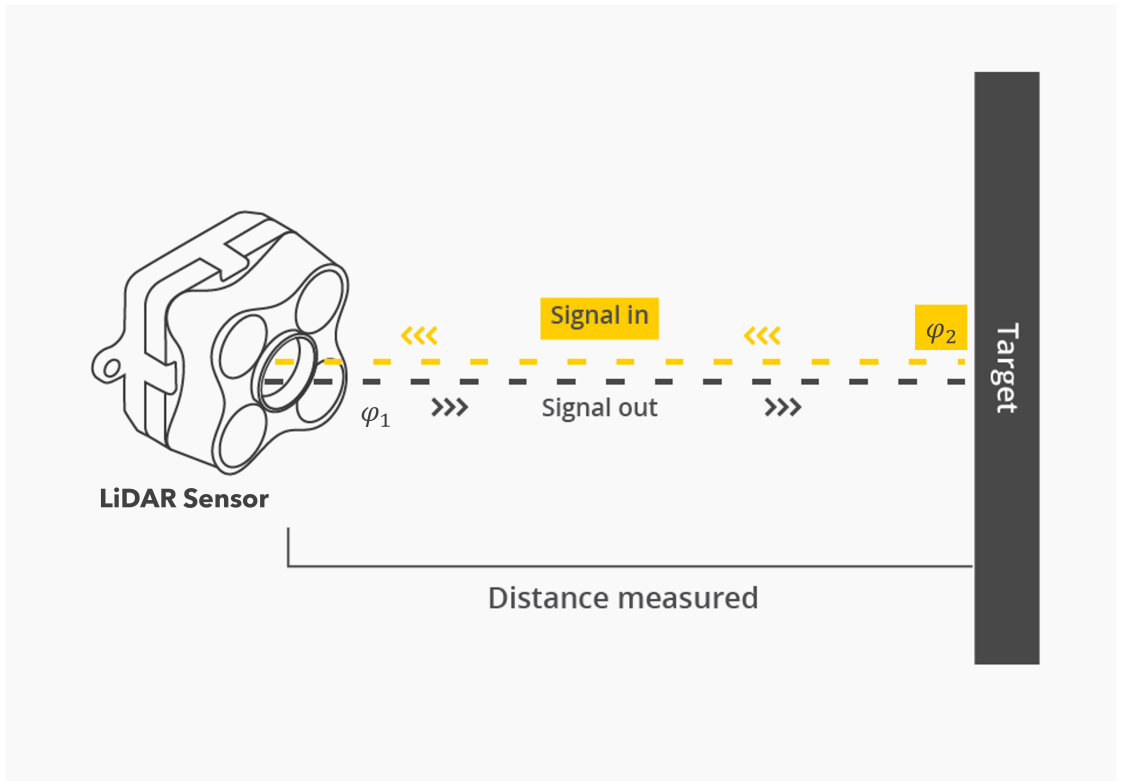 Signal in
φ₂
Target
φ₁
Signal out
LiDAR Sensor
Distance measured